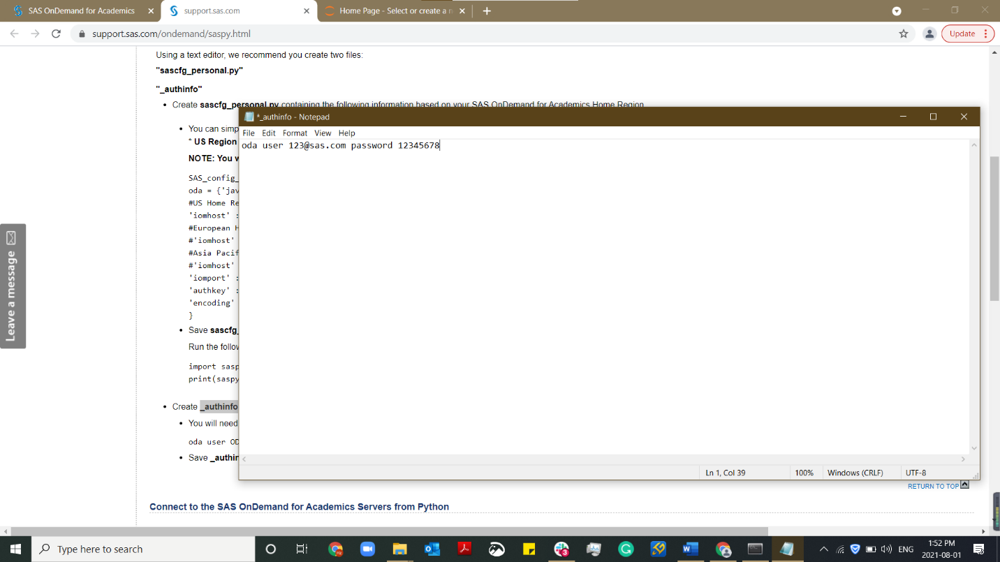 SAS OnDemand for Academics
support.sas.com
Home Page - Select or create a n
support.sas.com/ondemand/saspy.html
Update
Using a text editor, we recommend you create two files:
"sascfg_personal.py"
"_authinfo"
Create sascfg_personal.py containing the following information based on your SAS OnDemand for Academics Home Region
*_authinfo - Notepad
File Edit Format View Help
oda user 123@sas.com password 12345678
You can simp
* US Region
NOTE: You w
SAS_config_
oda = {'jav
#US Home Re
'iomhost' :
#European H
#'iomhost'
#Asia Pacif
#'iomhost'
'iomport' :
'authkey' :
'encoding'
}
Save sascfg_
Run the follow
import sasp
print(saspy
Create _authinfo
You will need
oda user OD
Save _authin
Leave a message
Ln 1, Col 39
100%
Windows (CRLF)
UTF-8
RETURN TO TOP
Connect to the SAS OnDemand for Academics Servers from Python
Type here to search
3
ENG
1:52 PM
2021-08-01